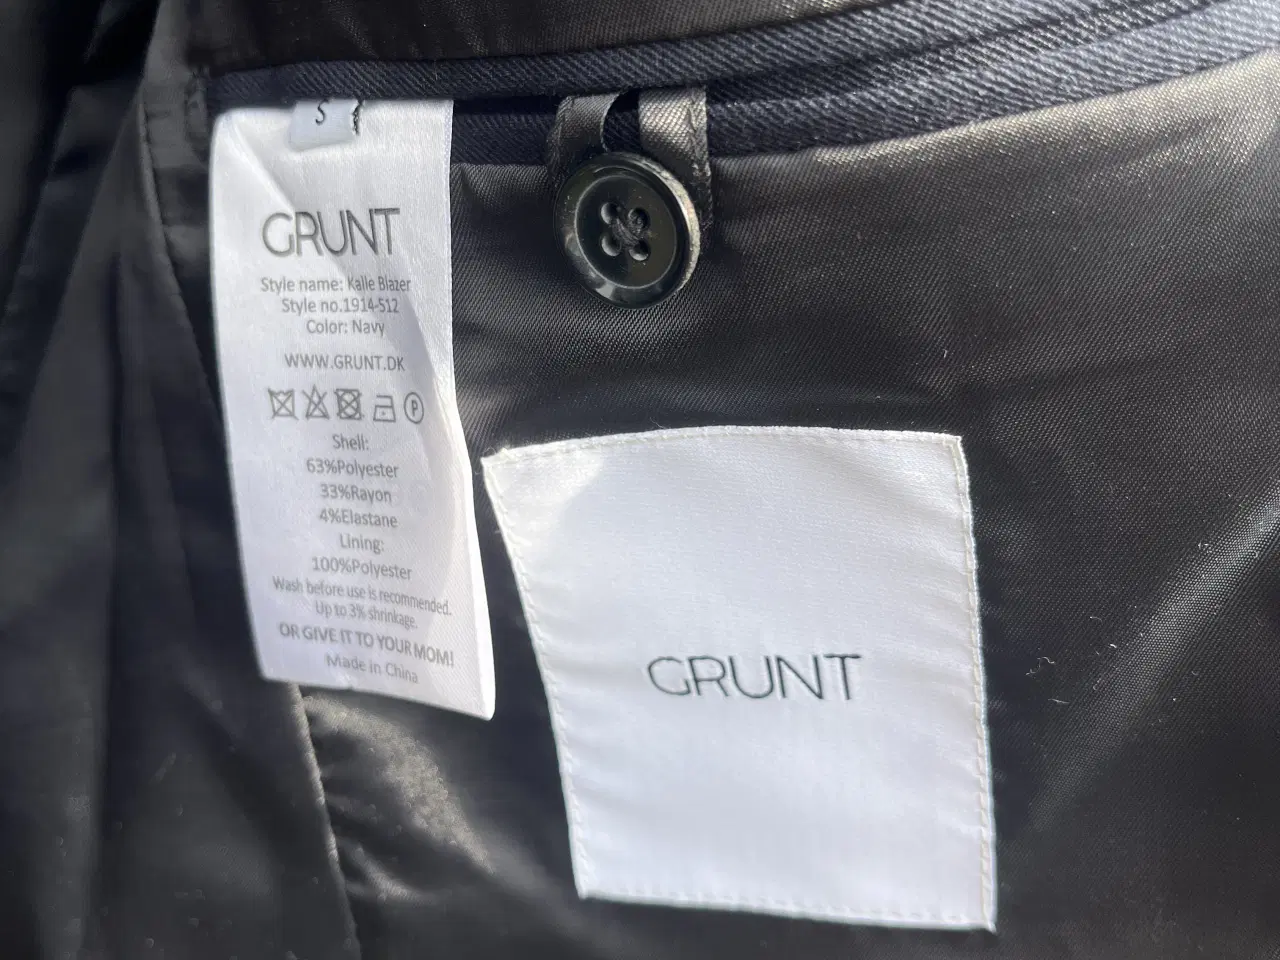 S
GRUNT
Style name: Kalle Blazer
Style no.1914-512
Color: Navy
WWW.GRUNT.DK
P
Shell:
63%Polyester
33%Rayon
4%Elastane
Lining:
100%Polyester
Wash before use is recommended.
Up to 3% shrinkage.
OR GIVE IT TO YOUR MOM!
Made in China
GRUNT